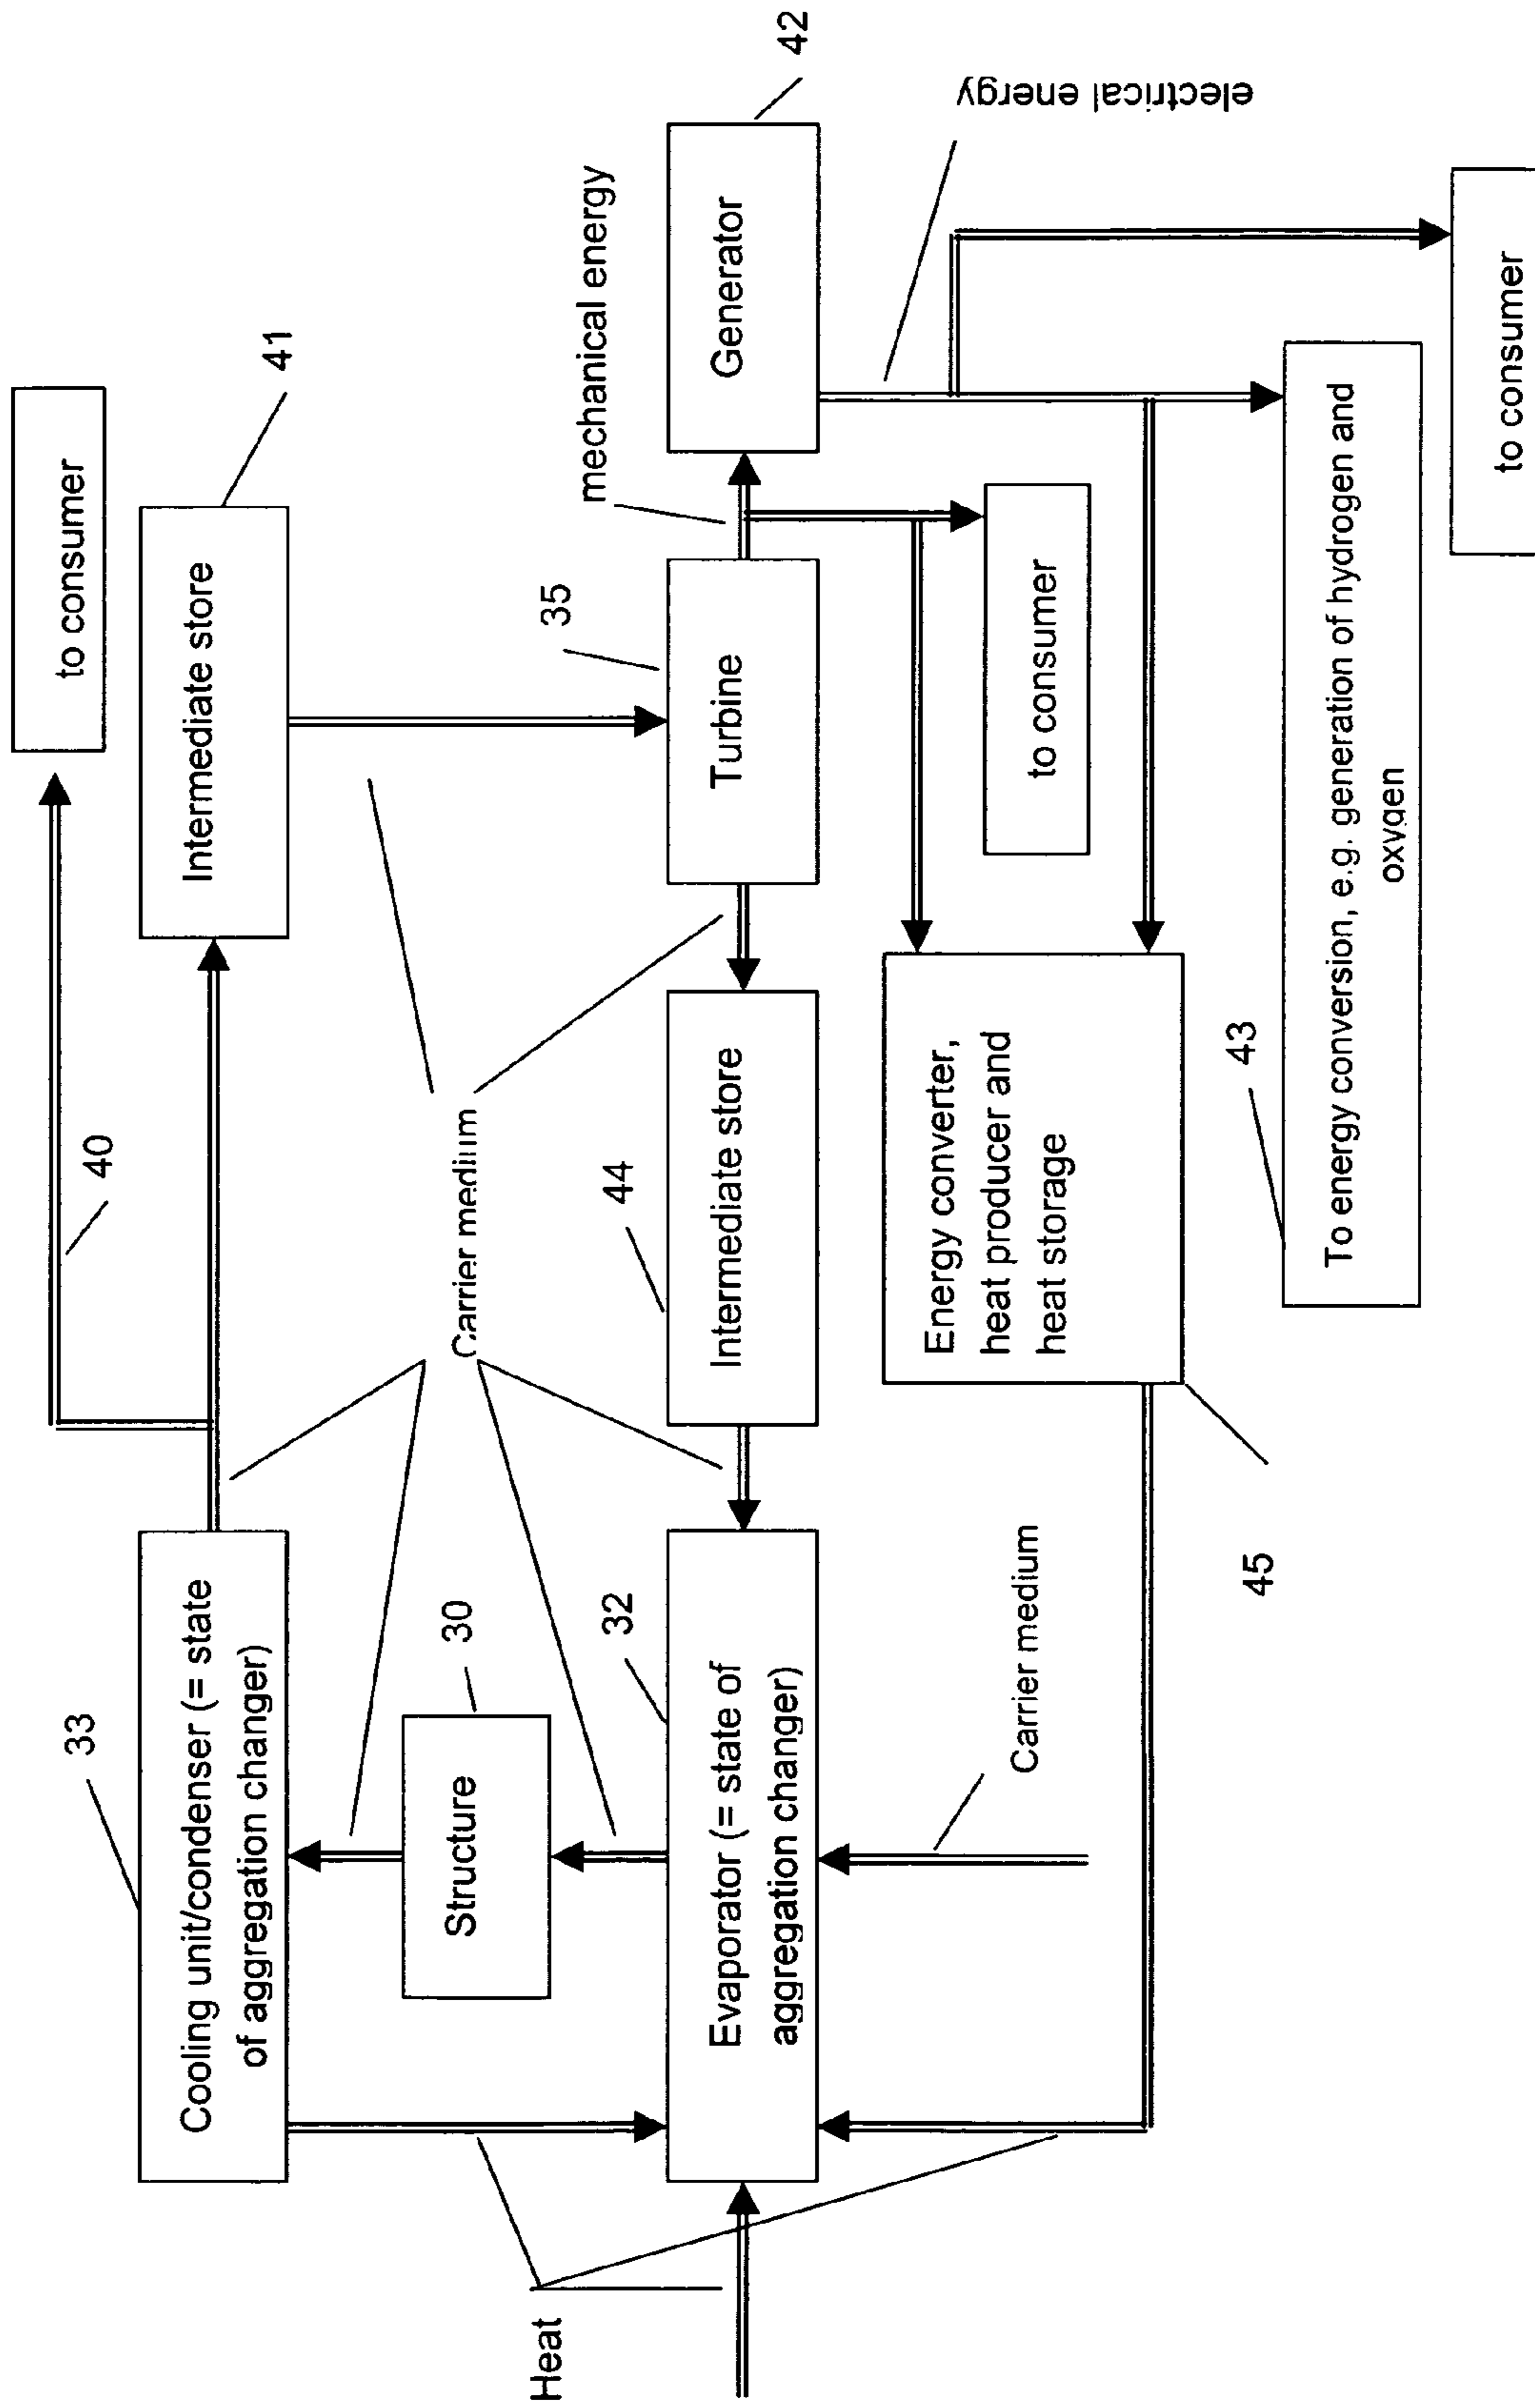 to consumer
40
33
Cooling unit/condenser (= state
of aggregation changer)
Intermediate store
41
Structure
30
Carrier medium
Heat
35
mechanical energy
32
44
Evaporator (= state of
aggregation changer)
Intermediate store
Turbine
Generator
42
electrical energy
Carrier medium
Energy converter,
heat producer and
heat storage
to consumer
45
43
To energy conversion, e.g. generation of hydrogen and
oxygen
to consumer